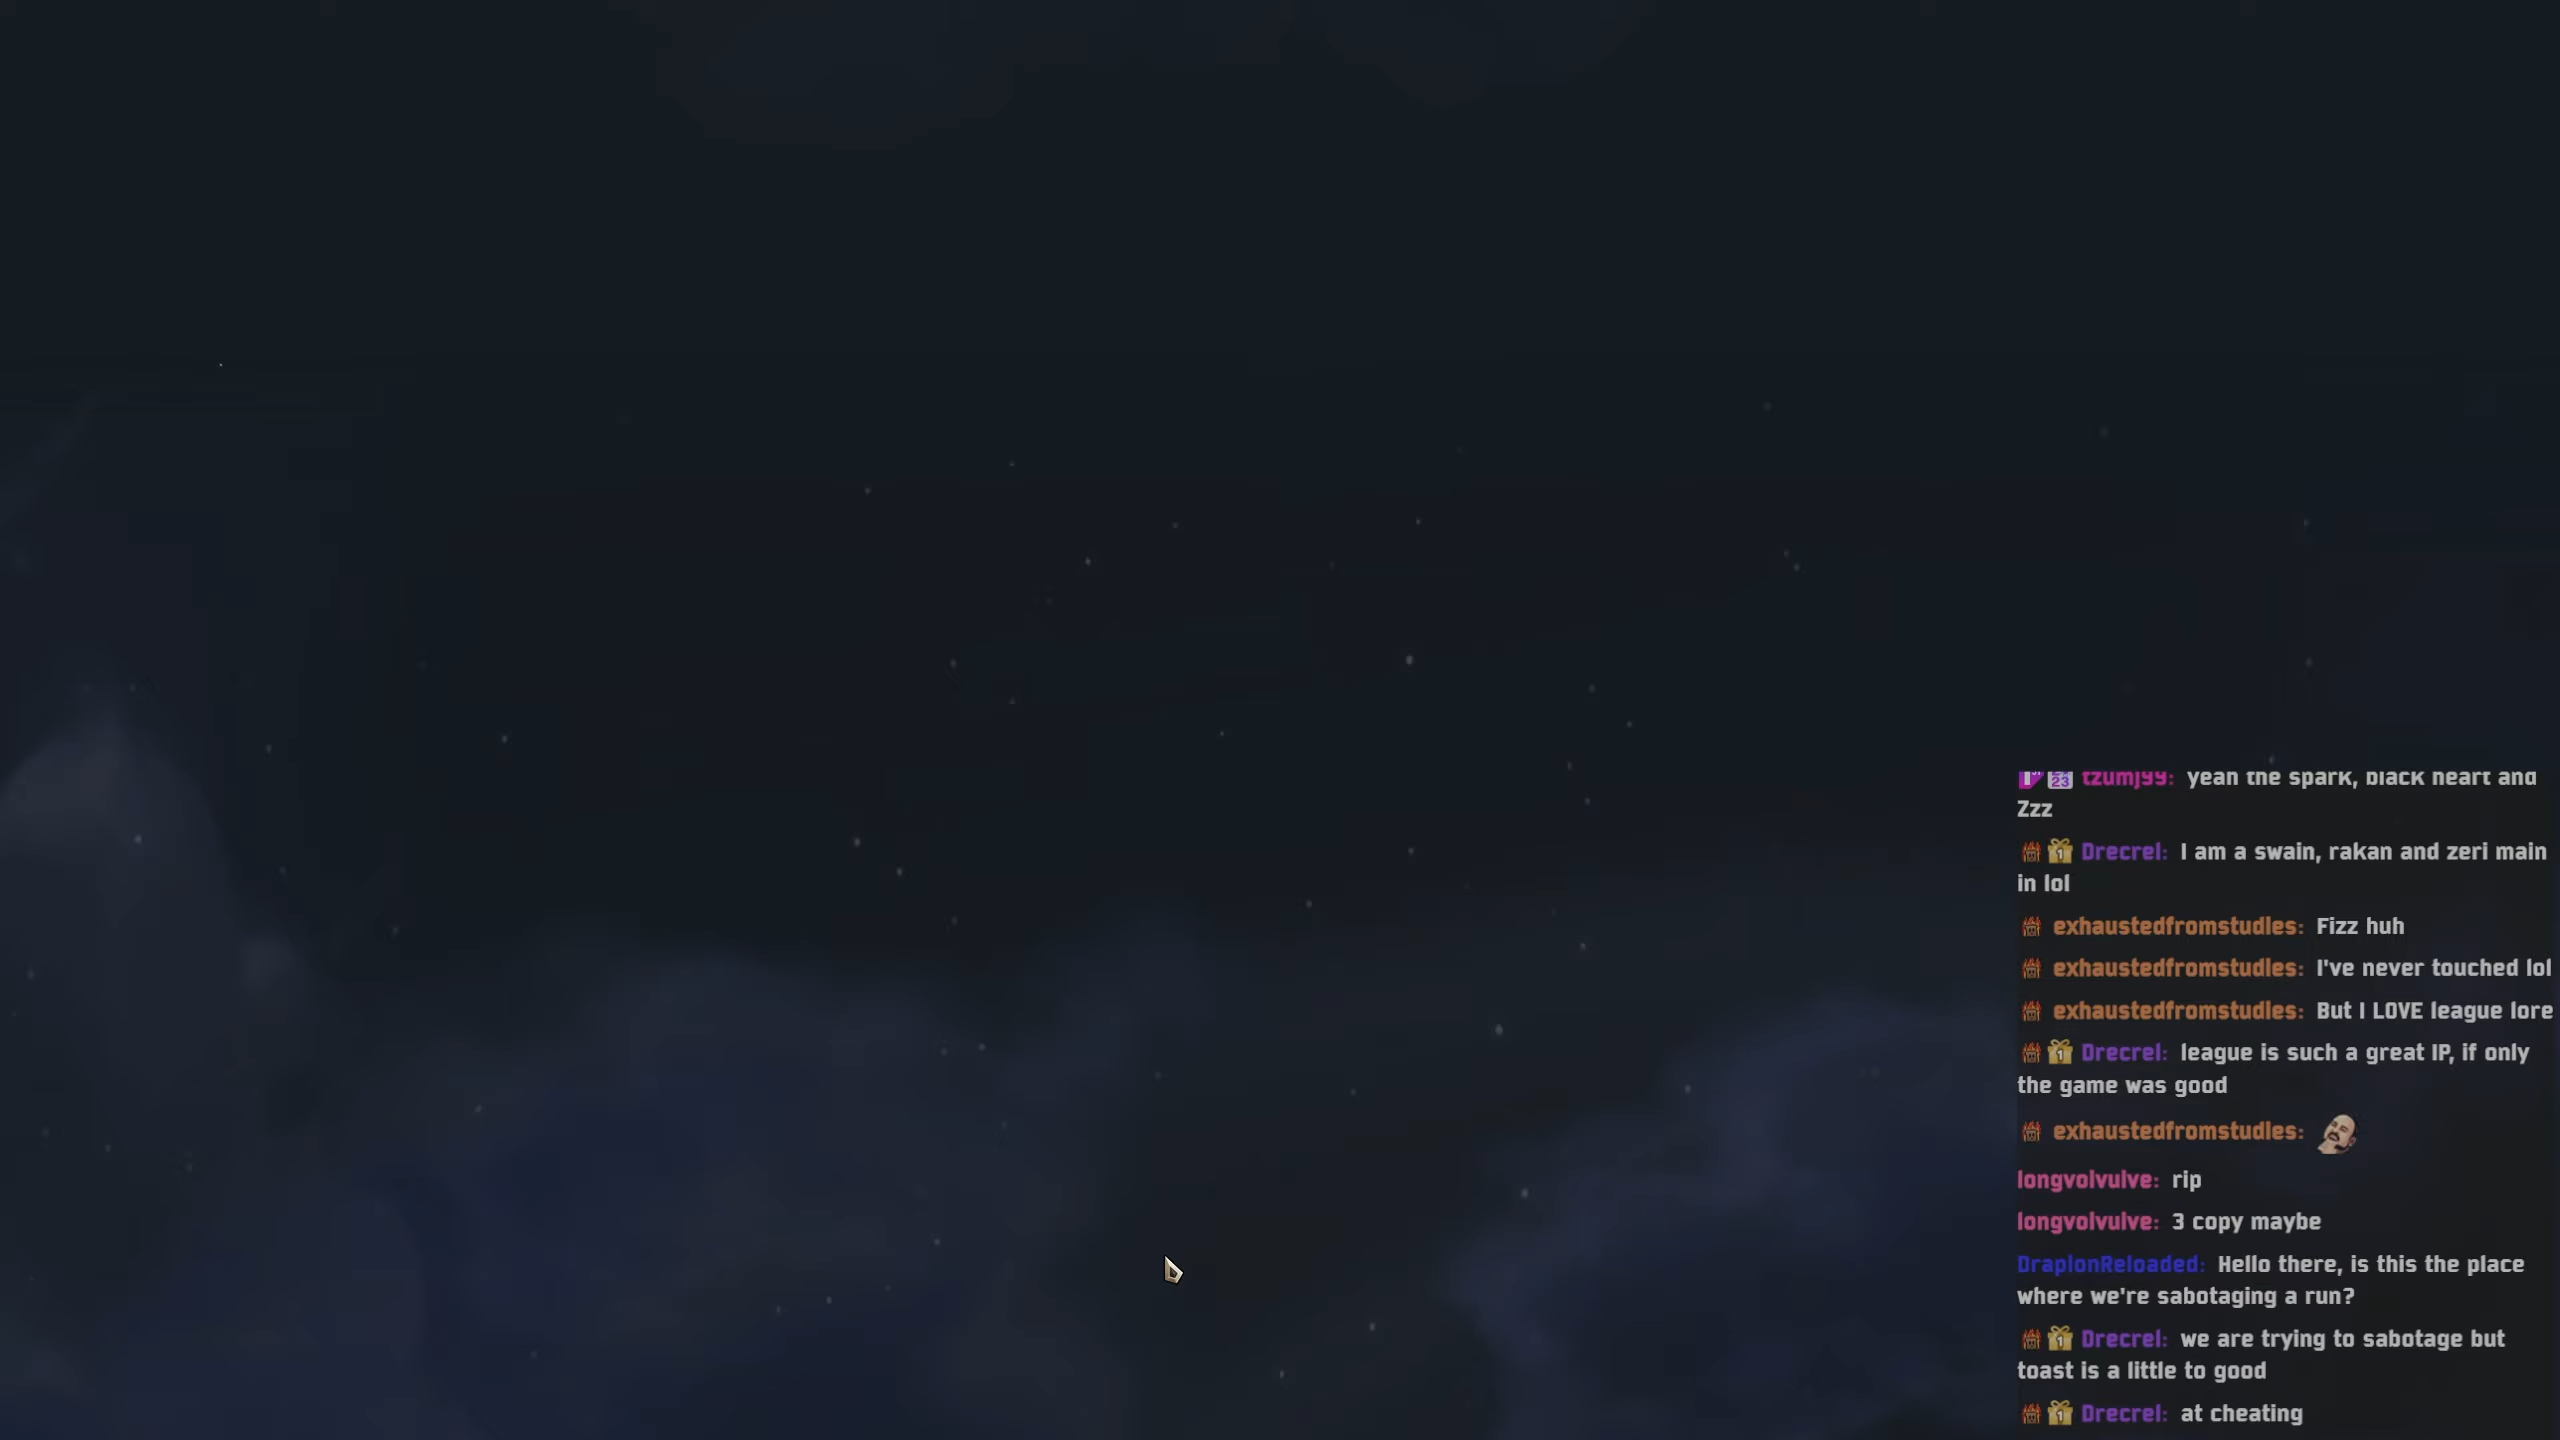 tzumj99: yeah the spark, black heart and
Zzz
Drecrel: I am a swain, rakan and zeri main
in lol
exhaustedfromstudies: Fizz huh
exhaustedfromstudies: I've never touched lol
exhaustedfromstudies: But I LOVE league lore
Drecrel: league is such a great IP, if only
the game was good
exhaustedfromstudies:
longvolvulve: rip
longvolvulve: 3 copy maybe
DrapionReloaded: Hello there, is this the place
where we're sabotaging a run?
Drecrel: we are trying to sabotage but
toast is a little to good
Drecrel: at cheating